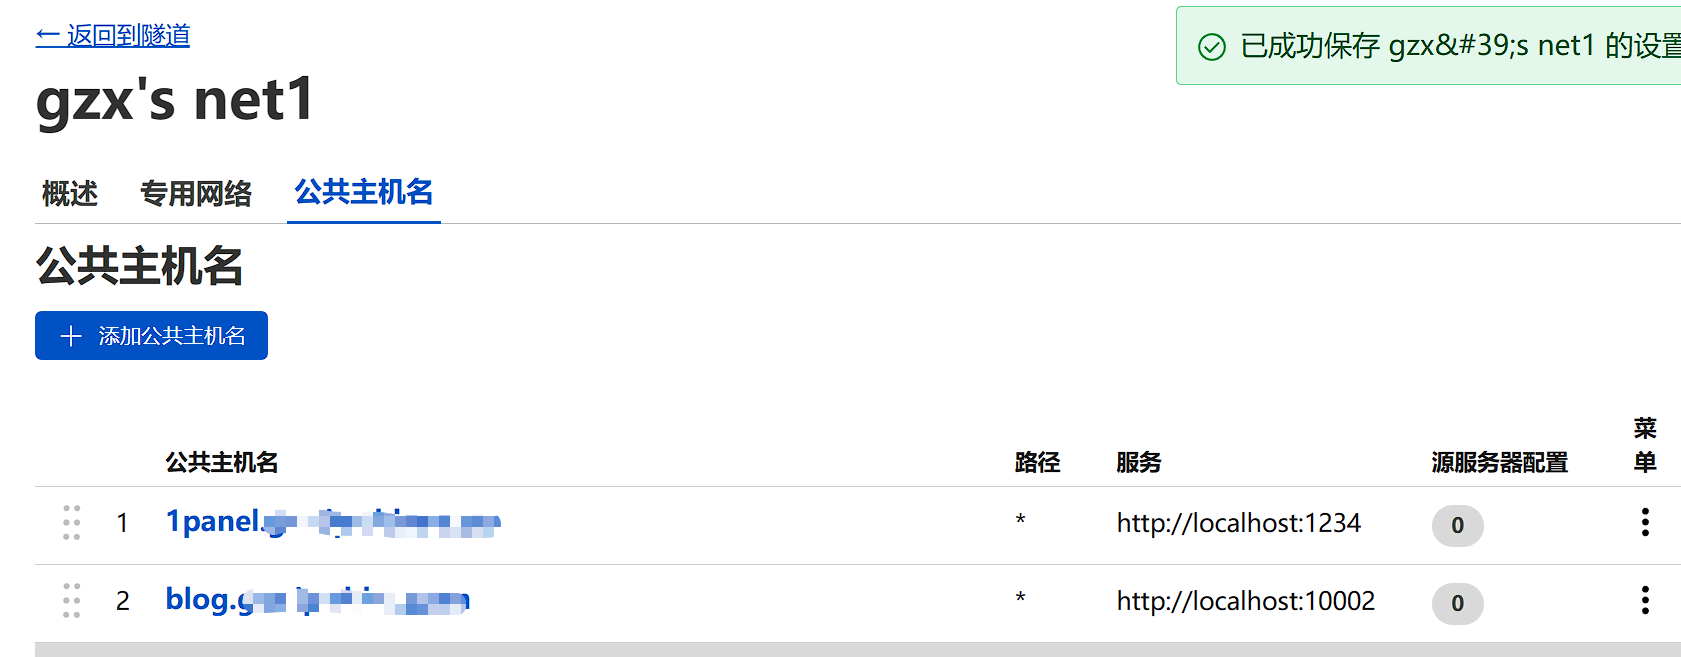 ← 返回到隧道
已成功保存 gzx&#39;s net1 的设置
gzx's net1
概述 专用网络 公共主机名
公共主机名
+ 添加公共主机名
公共主机名 路径 服务 源服务器配置 菜单
1 1panel. * http://localhost:1234 0
2 blog. * http://localhost:10002 0